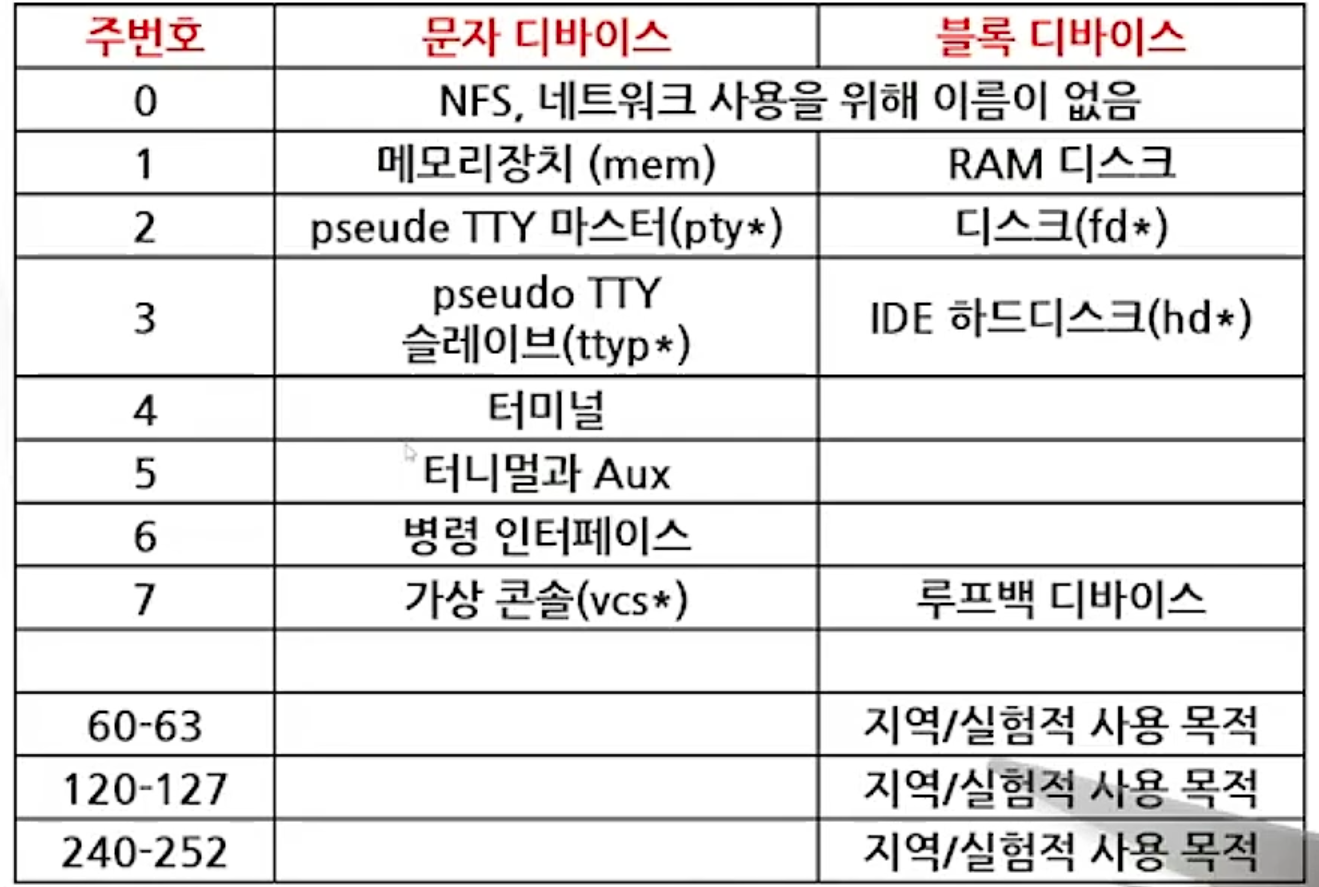 주번호 문자 디바이스 블록 디바이스
0 NFS, 네트워크 사용을 위해 이름이 없음
1 메모리장치 (mem) RAM 디스크
2 pseude TTY 마스터(pty*) 디스크(fd*)
3 pseudo TTY
슬레이브(ttyp*) IDE 하드디스크(hd*)
4 터미널
5 터니멀과 Aux
6 병령 인터페이스
7 가상 콘솔(vcs*) 루프백 디바이스
60-63 지역/실험적 사용 목적
120-127 지역/실험적 사용 목적
240-252 지역/실험적 사용 목적